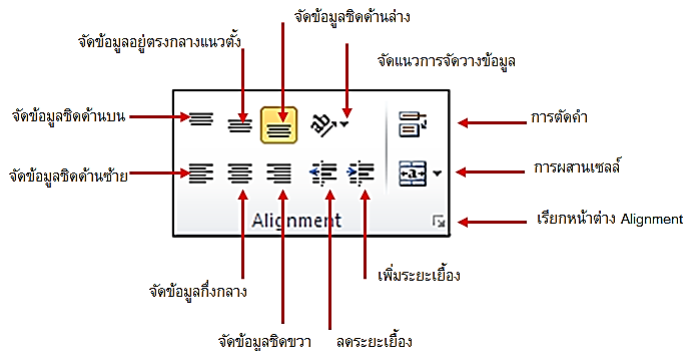 จัดข้อมูลชิดด้านล่าง
จัดข้อมูลอยู่ตรงกลางแนวตั้ง
จัดแนวการจัดวางข้อมูล
จัดข้อมูลชิดด้านบน
การตัดคำ
จัดข้อมูลชิดด้านซ้าย
การผสานเซลล์
Alignment
เรียกหน้าต่าง Alignment
เพิ่มระยะเยื้อง
จัดข้อมูลกึ่งกลาง
จัดข้อมูลชิดขวา
ลดระยะเยื้อง